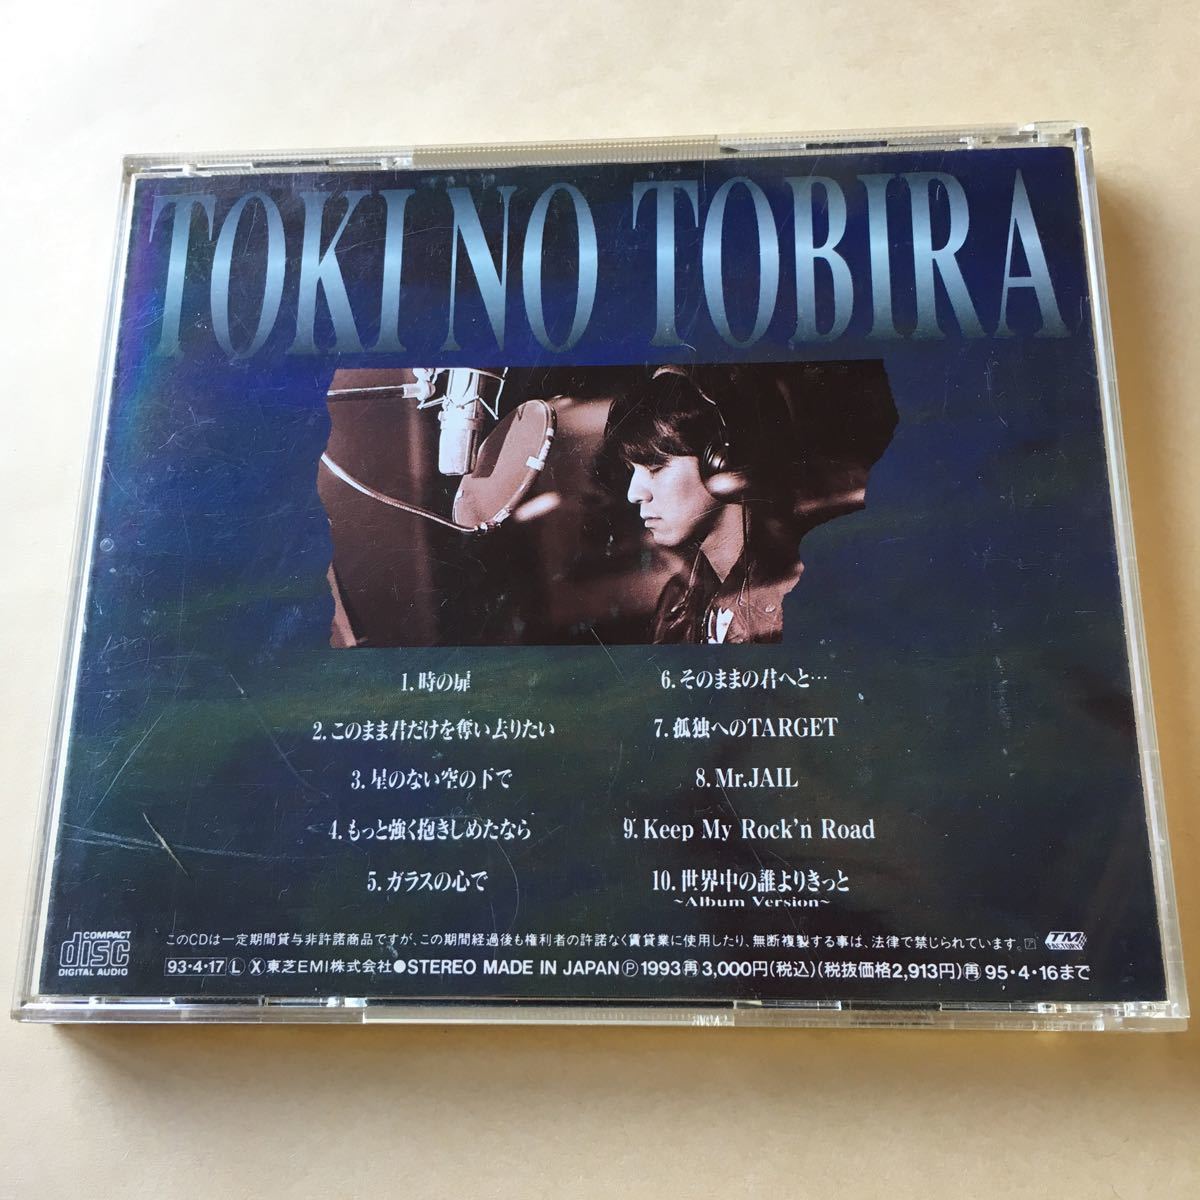 TOKI NO TOBIRA
1. 時の扉
2. このまま君だけを奪い去りたい
3. 星のない空の下で
4. もっと強く抱きしめたなら
5. ガラスの心で
6. そのままの君へと…
7. 孤独へのTARGET
8. Mr.JAIL
9. Keep My Rock'n Road
10. 世界中の誰よりきっと
~Album Version~
COMPACT
disc
DIGITAL AUDIO
このCDは一定期間貸与非許諾商品ですが、この期間経過後も権利者の許諾なく賃貸業に使用したり、無断複製する事は、法律で禁じられています。
TM
FACTORY
93・4・17 L X 東芝EMI株式会社●STEREO MADE IN JAPAN Ⓟ1993 再 3,000円(税込)(税抜価格2,913円) 再 95・4・16まで